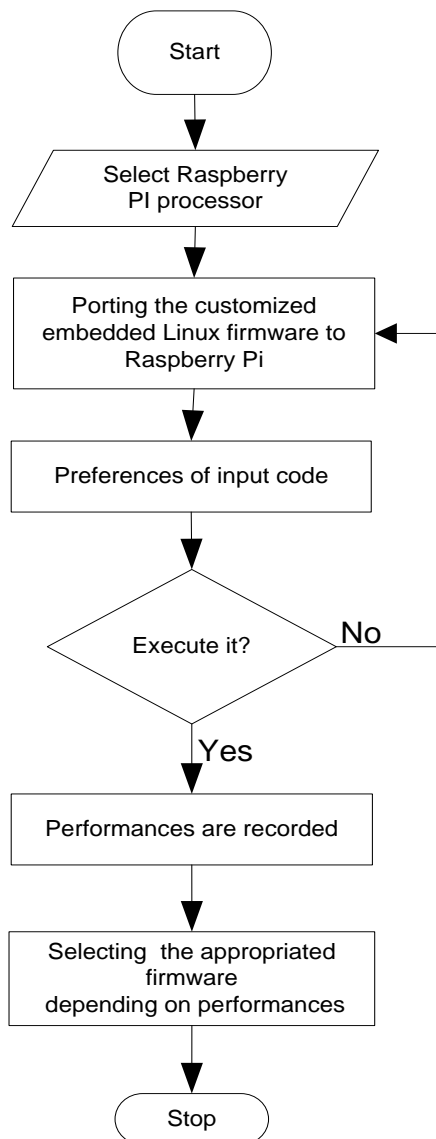 Start
Select Raspberry
PI processor
Porting the customized
embedded Linux firmware to
Raspberry Pi
Preferences of input code
Execute it?
No
Yes
Performances are recorded
Selecting the appropriated
firmware
depending on performances
Stop